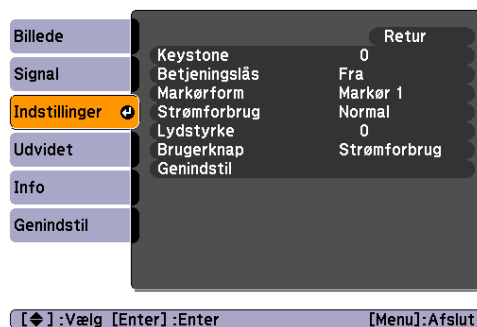 Billede
Signal
Indstillinger
Udvidet
Info
Genindstil
Retur
Keystone 0
Betjeningslås Fra
Markørform Markør 1
Strømforbrug Normal
Lydstyrke 0
Brugerknap Strømforbrug
Genindstil
[◆] :Vælg [Enter] :Enter [Menu]:Afslut